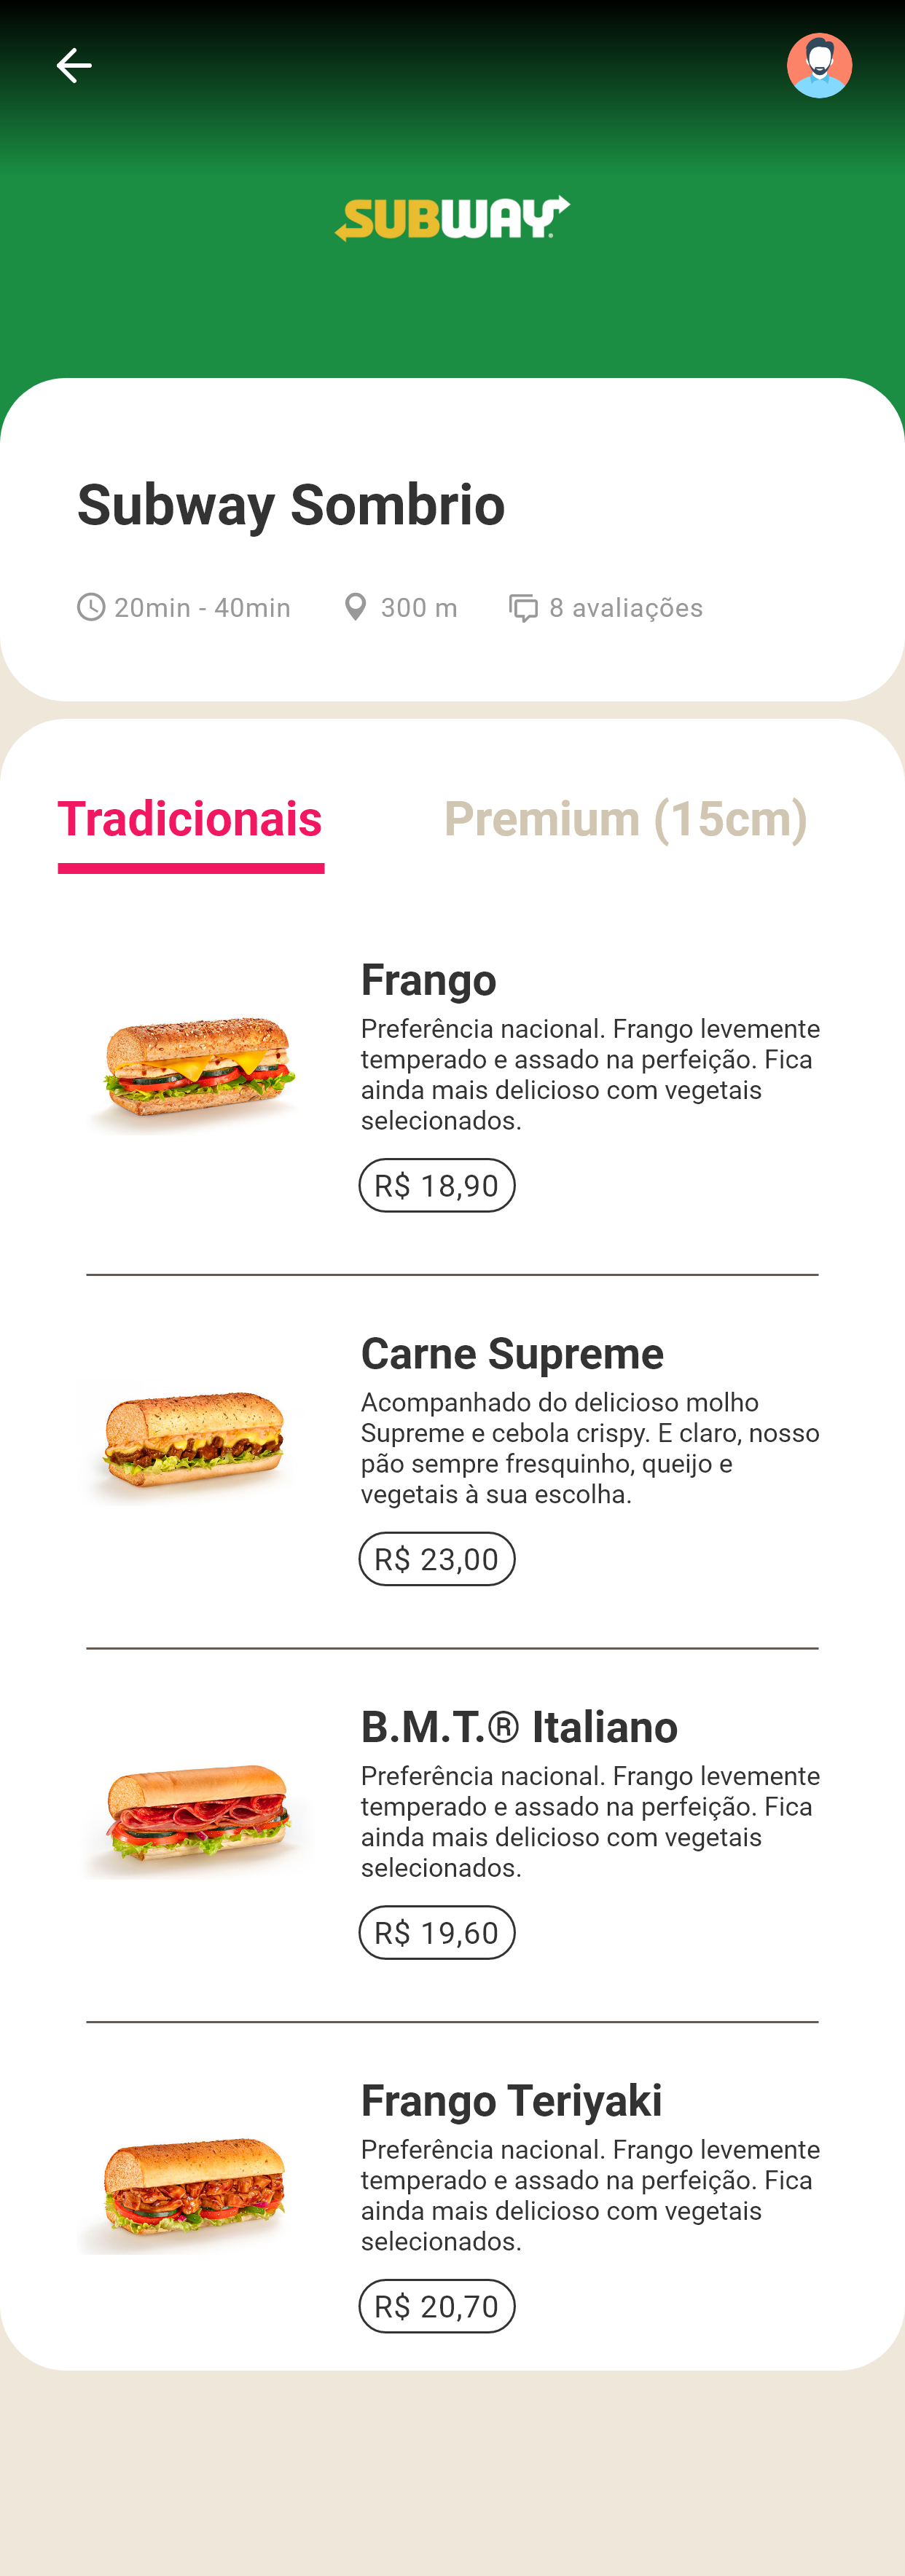 SUBWAY
Subway Sombrio
20min - 40min 300 m 8 avaliações
Tradicionais Premium (15cm)
Frango
Preferência nacional. Frango levemente
temperado e assado na perfeição. Fica
ainda mais delicioso com vegetais
selecionados.
R$ 18,90
Carne Supreme
Acompanhado do delicioso molho
Supreme e cebola crispy. E claro, nosso
pão sempre fresquinho, queijo e
vegetais à sua escolha.
R$ 23,00
B.M.T.® Italiano
Preferência nacional. Frango levemente
temperado e assado na perfeição. Fica
ainda mais delicioso com vegetais
selecionados.
R$ 19,60
Frango Teriyaki
Preferência nacional. Frango levemente
temperado e assado na perfeição. Fica
ainda mais delicioso com vegetais
selecionados.
R$ 20,70